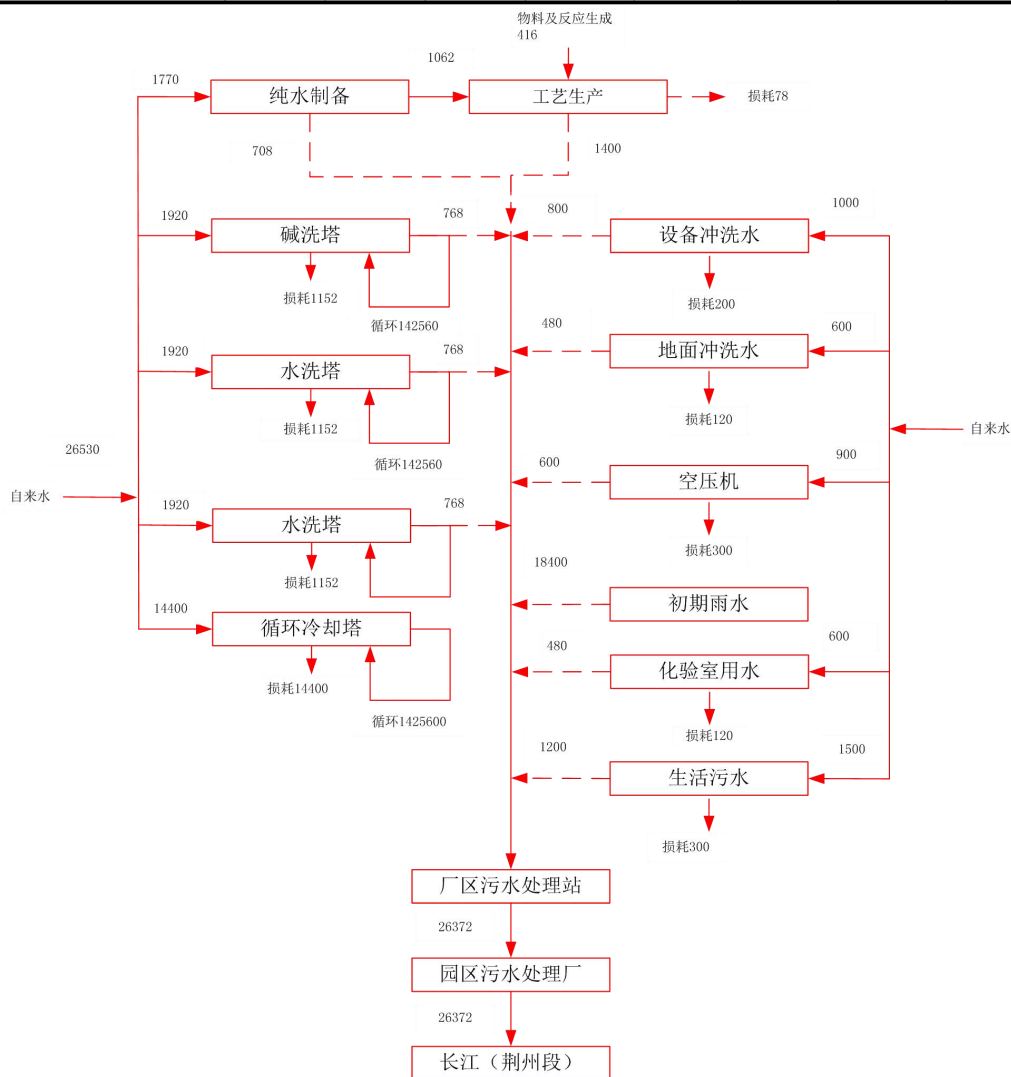 物料及反应生成
416
1770
纯水制备
1062
工艺生产
损耗78
708
1400
1920
碱洗塔
768
800
设备冲洗水
1000
损耗1152
循环142560
损耗200
1920
水洗塔
768
480
地面冲洗水
600
损耗1152
循环142560
损耗120
26530
自来水
自来水
1920
水洗塔
768
600
空压机
900
损耗1152
损耗300
14400
循环冷却塔
18400
初期雨水
损耗14400
循环1425600
480
化验室用水
600
损耗120
1200
生活污水
1500
损耗300
厂区污水处理站
26372
园区污水处理厂
26372
长江（荆州段）